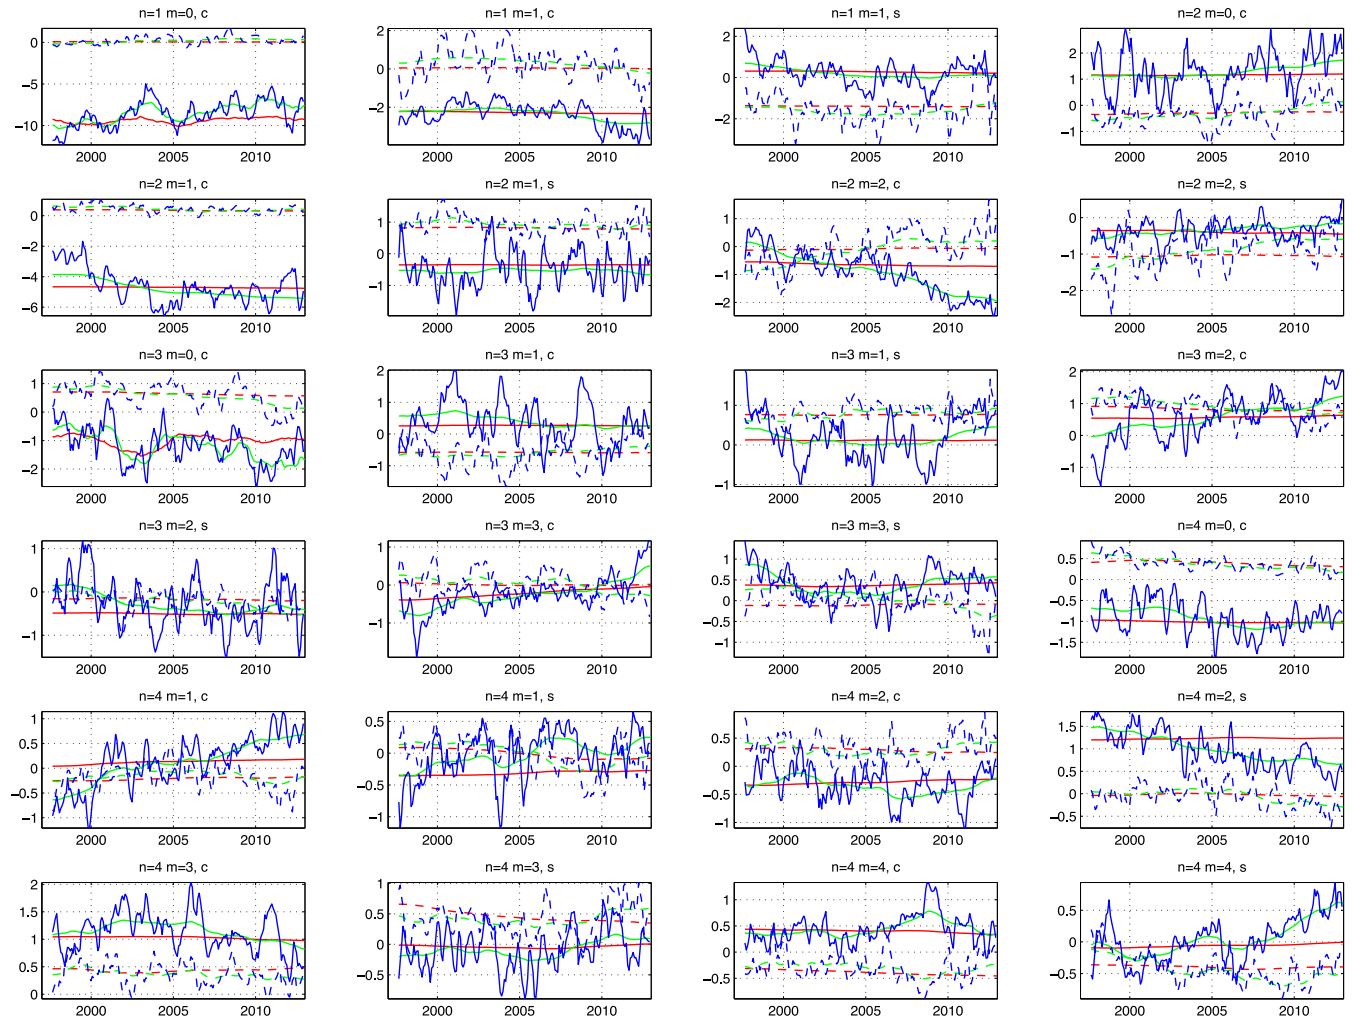 n=1 m=0, c
n=1 m=1, c
n=1 m=1, s
n=2 m=0, c
0
−5
−10
2000 2005 2010
2
0
−2
2000 2005 2010
2
0
−2
2000 2005 2010
2
1
0
−1
2000 2005 2010
n=2 m=1, c
n=2 m=1, s
n=2 m=2, c
n=2 m=2, s
0
−2
−4
−6
2000 2005 2010
1
0
−1
2000 2005 2010
1
0
−1
−2
2000 2005 2010
0
−1
−2
2000 2005 2010
n=3 m=0, c
n=3 m=1, c
n=3 m=1, s
n=3 m=2, c
1
0
−1
−2
2000 2005 2010
2
1
0
−1
2000 2005 2010
1
0
−1
2000 2005 2010
2
1
0
−1
2000 2005 2010
n=3 m=2, s
n=3 m=3, c
n=3 m=3, s
n=4 m=0, c
1
0
−1
2000 2005 2010
1
0
−1
2000 2005 2010
1
0.5
0
−0.5
−1
2000 2005 2010
0.5
0
−0.5
−1
−1.5
2000 2005 2010
n=4 m=1, c
n=4 m=1, s
n=4 m=2, c
n=4 m=2, s
1
0.5
0
−0.5
−1
2000 2005 2010
0.5
0
−0.5
−1
2000 2005 2010
0.5
0
−0.5
−1
2000 2005 2010
1.5
1
0.5
0
−0.5
2000 2005 2010
n=4 m=3, c
n=4 m=3, s
n=4 m=4, c
n=4 m=4, s
2
1.5
1
0.5
0
2000 2005 2010
1
0.5
0
−0.5
2000 2005 2010
1
0.5
0
−0.5
2000 2005 2010
0.5
0
−0.5
2000 2005 2010